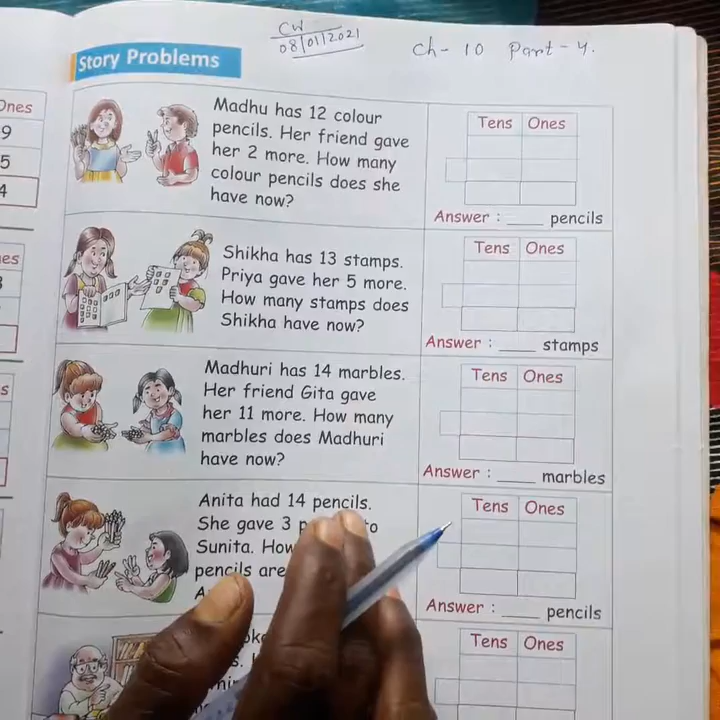 CW
08/01/2021
Ch- 10 Part - 4.
Story Problems
Ones
9
5
4
Madhu has 12 colour
pencils. Her friend gave
her 2 more. How many
colour pencils does she
have now?
Tens Ones
Answer : ____ pencils
Shikha has 13 stamps.
Priya gave her 5 more.
How many stamps does
Shikha have now?
Tens Ones
Answer : ____ stamps
Madhuri has 14 marbles.
Her friend Gita gave
her 11 more. How many
marbles does Madhuri
have now?
Tens Ones
Answer : ____ marbles
Anita had 14 pencils.
She gave 3 to
Sunita. How
pencils are
Tens Ones
Answer : ____ pencils
Tens Ones